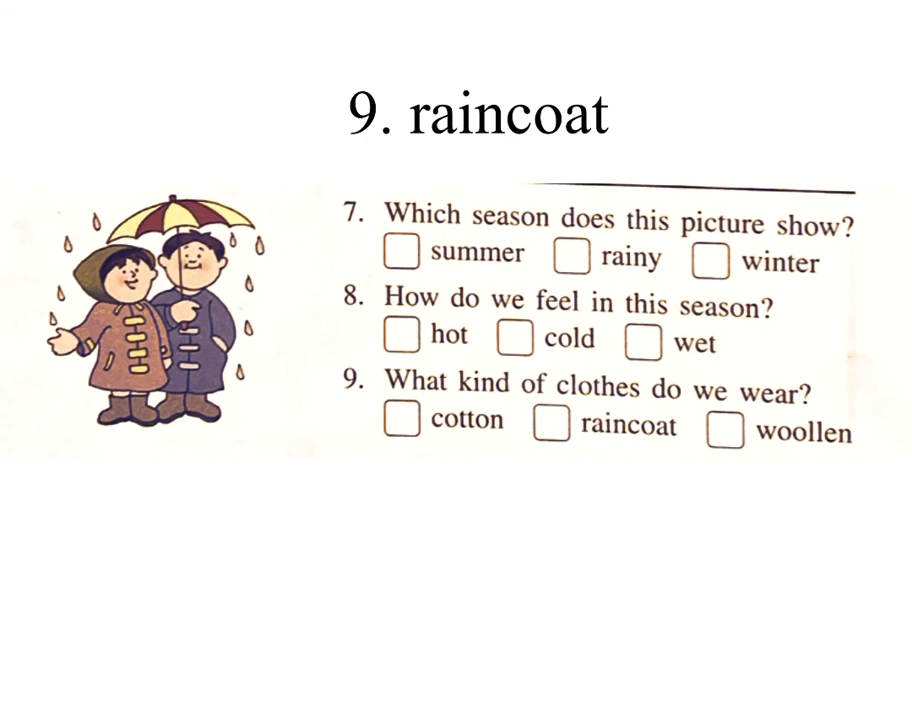 9. raincoat
7. Which season does this picture show?
summer rainy winter
8. How do we feel in this season?
hot cold wet
9. What kind of clothes do we wear?
cotton raincoat woollen